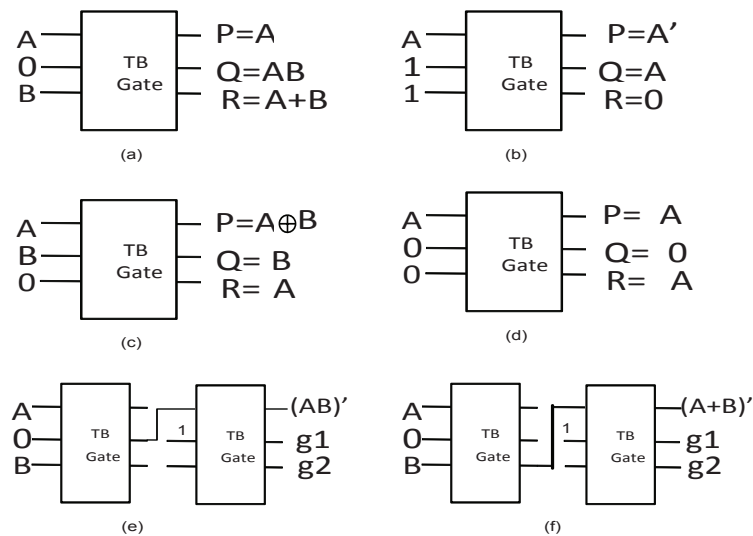 A
0
B
TB
Gate
P=A
Q=AB
R=A+B
(a)
A
1
1
TB
Gate
P=A’
Q=A
R=0
(b)
A
B
0
TB
Gate
P=A⊕B
Q= B
R= A
(c)
A
0
0
TB
Gate
P= A
Q= 0
R= A
(d)
A
0
B
TB
Gate
1
TB
Gate
(AB)’
g1
g2
(e)
A
0
B
TB
Gate
1
TB
Gate
(A+B)’
g1
g2
(f)